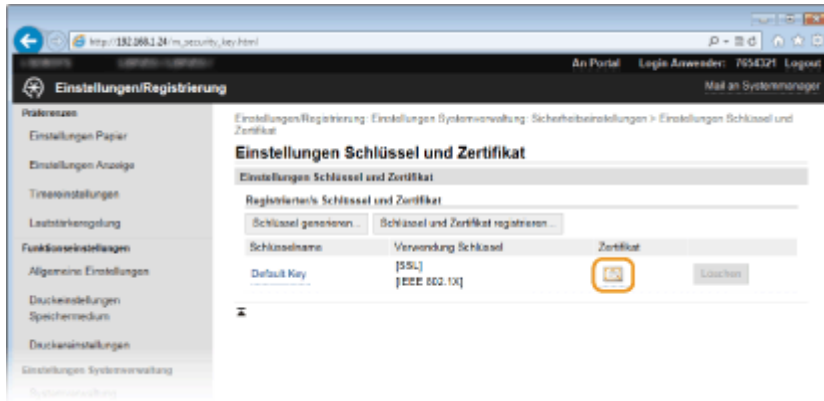 http://192.168.1.24/m_security_key.html
An Portal Login Anwender: 7654321 Logout
Einstellungen/Registrierung
Mail an Systemmanager
Präferenzen
Einstellungen Papier
Einstellungen Anzeige
Timereinstellungen
Lautstärkeregelung
Funktionseinstellungen
Allgemeine Einstellungen
Druckeinstellungen
Speichermedium
Druckereinstellungen
Einstellungen Systemverwaltung
Systemverwaltung
Einstellungen/Registrierung: Einstellungen Systemverwaltung: Sicherheitseinstellungen > Einstellungen Schlüssel und
Zertifikat
Einstellungen Schlüssel und Zertifikat
Einstellungen Schlüssel und Zertifikat
Registrierte/s Schlüssel und Zertifikat
Schlüssel generieren... Schlüssel und Zertifikat registrieren...
Schlüsselname Verwendung Schlüssel Zertifikat
Default Key [SSL] Löschen
[IEEE 802.1X]